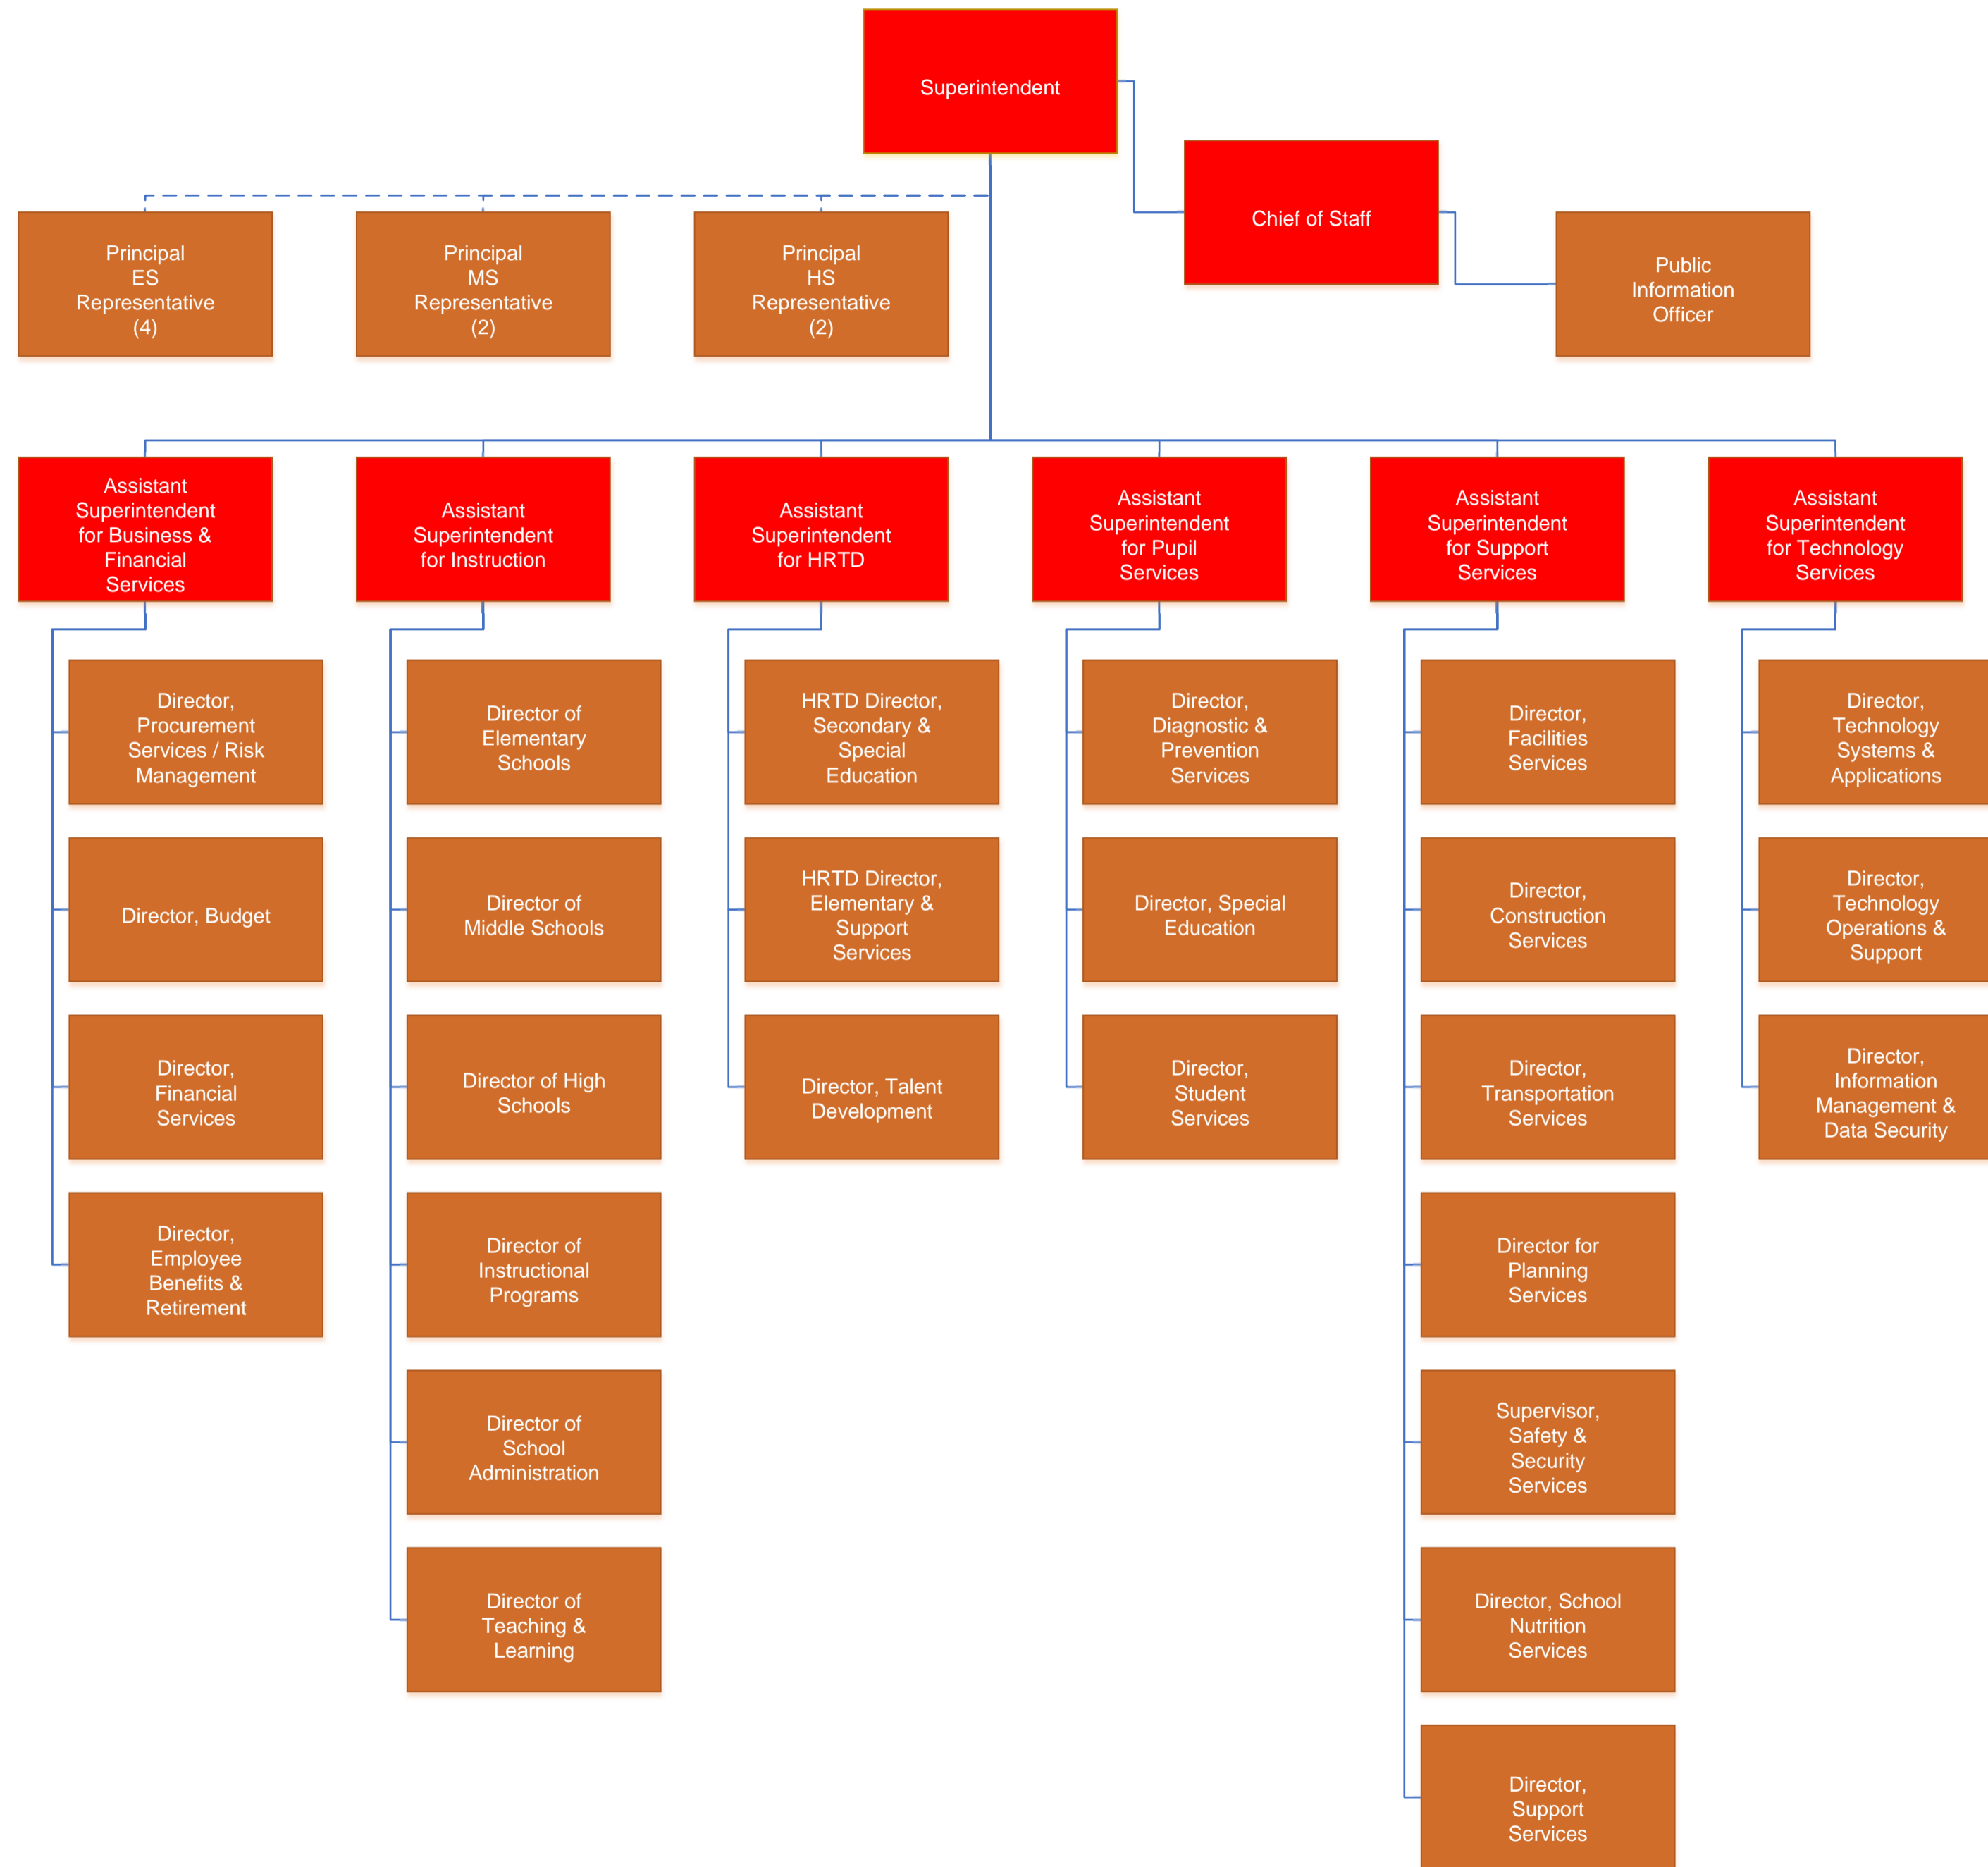 Superintendent
Chief of Staff
Public
Information
Officer
Principal
ES
Representative
(4)
Principal
MS
Representative
(2)
Principal
HS
Representative
(2)
Assistant
Superintendent
for Business &
Financial
Services
Assistant
Superintendent
for Instruction
Assistant
Superintendent
for HRTD
Assistant
Superintendent
for Pupil
Services
Assistant
Superintendent
for Support
Services
Assistant
Superintendent
for Technology
Services
Director,
Procurement
Services / Risk
Management
Director, Budget
Director,
Financial
Services
Director,
Employee
Benefits &
Retirement
Director of
Elementary
Schools
Director of
Middle Schools
Director of High
Schools
Director of
Instructional
Programs
Director of
School
Administration
Director of
Teaching &
Learning
HRTD Director,
Secondary &
Special
Education
HRTD Director,
Elementary &
Support
Services
Director, Talent
Development
Director,
Diagnostic &
Prevention
Services
Director, Special
Education
Director,
Student
Services
Director,
Facilities
Services
Director,
Construction
Services
Director,
Transportation
Services
Director for
Planning
Services
Supervisor,
Safety &
Security
Services
Director, School
Nutrition
Services
Director,
Support
Services
Director,
Technology
Systems &
Applications
Director,
Technology
Operations &
Support
Director,
Information
Management &
Data Security